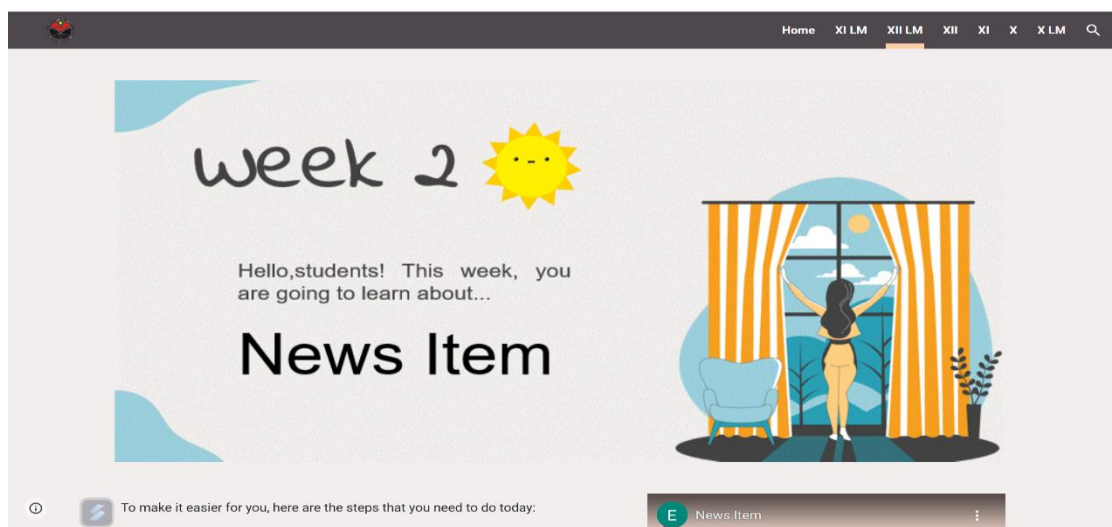 Home XI LM XII LM XII XI X X LM
week 2
Hello,students! This week, you
are going to learn about...
News Item
To make it easier for you, here are the steps that you need to do today:
E News Item